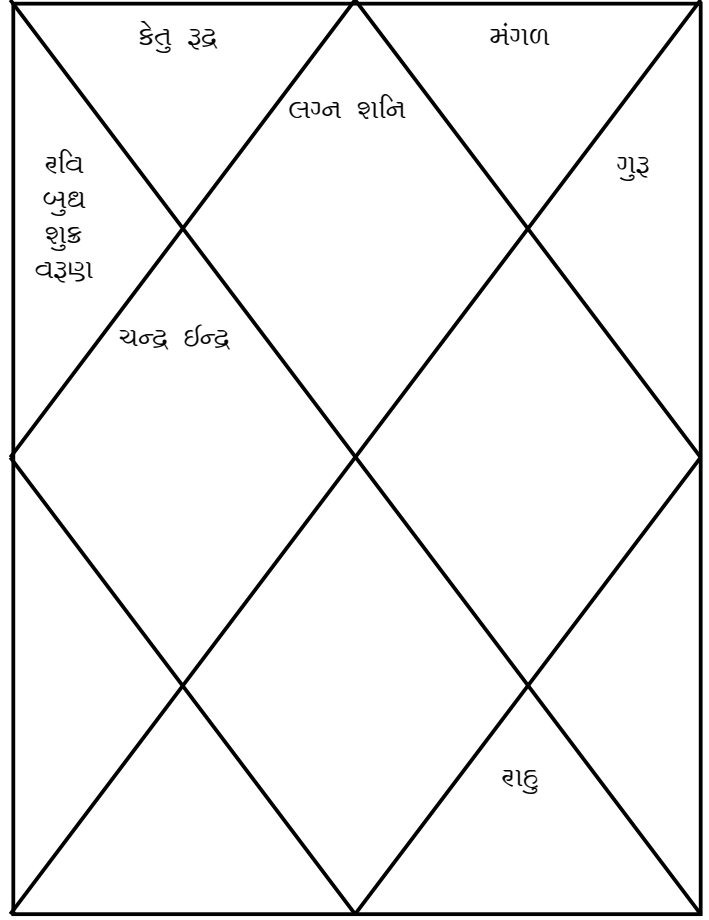 કેતુ રૂદ્ર
મંગળ
લગ્ન શનિ
રવિ
બુધ
શુક્ર
વરૂણ
ગુરૂ
ચન્દ્ર ઈન્દ્ર
રાહુ